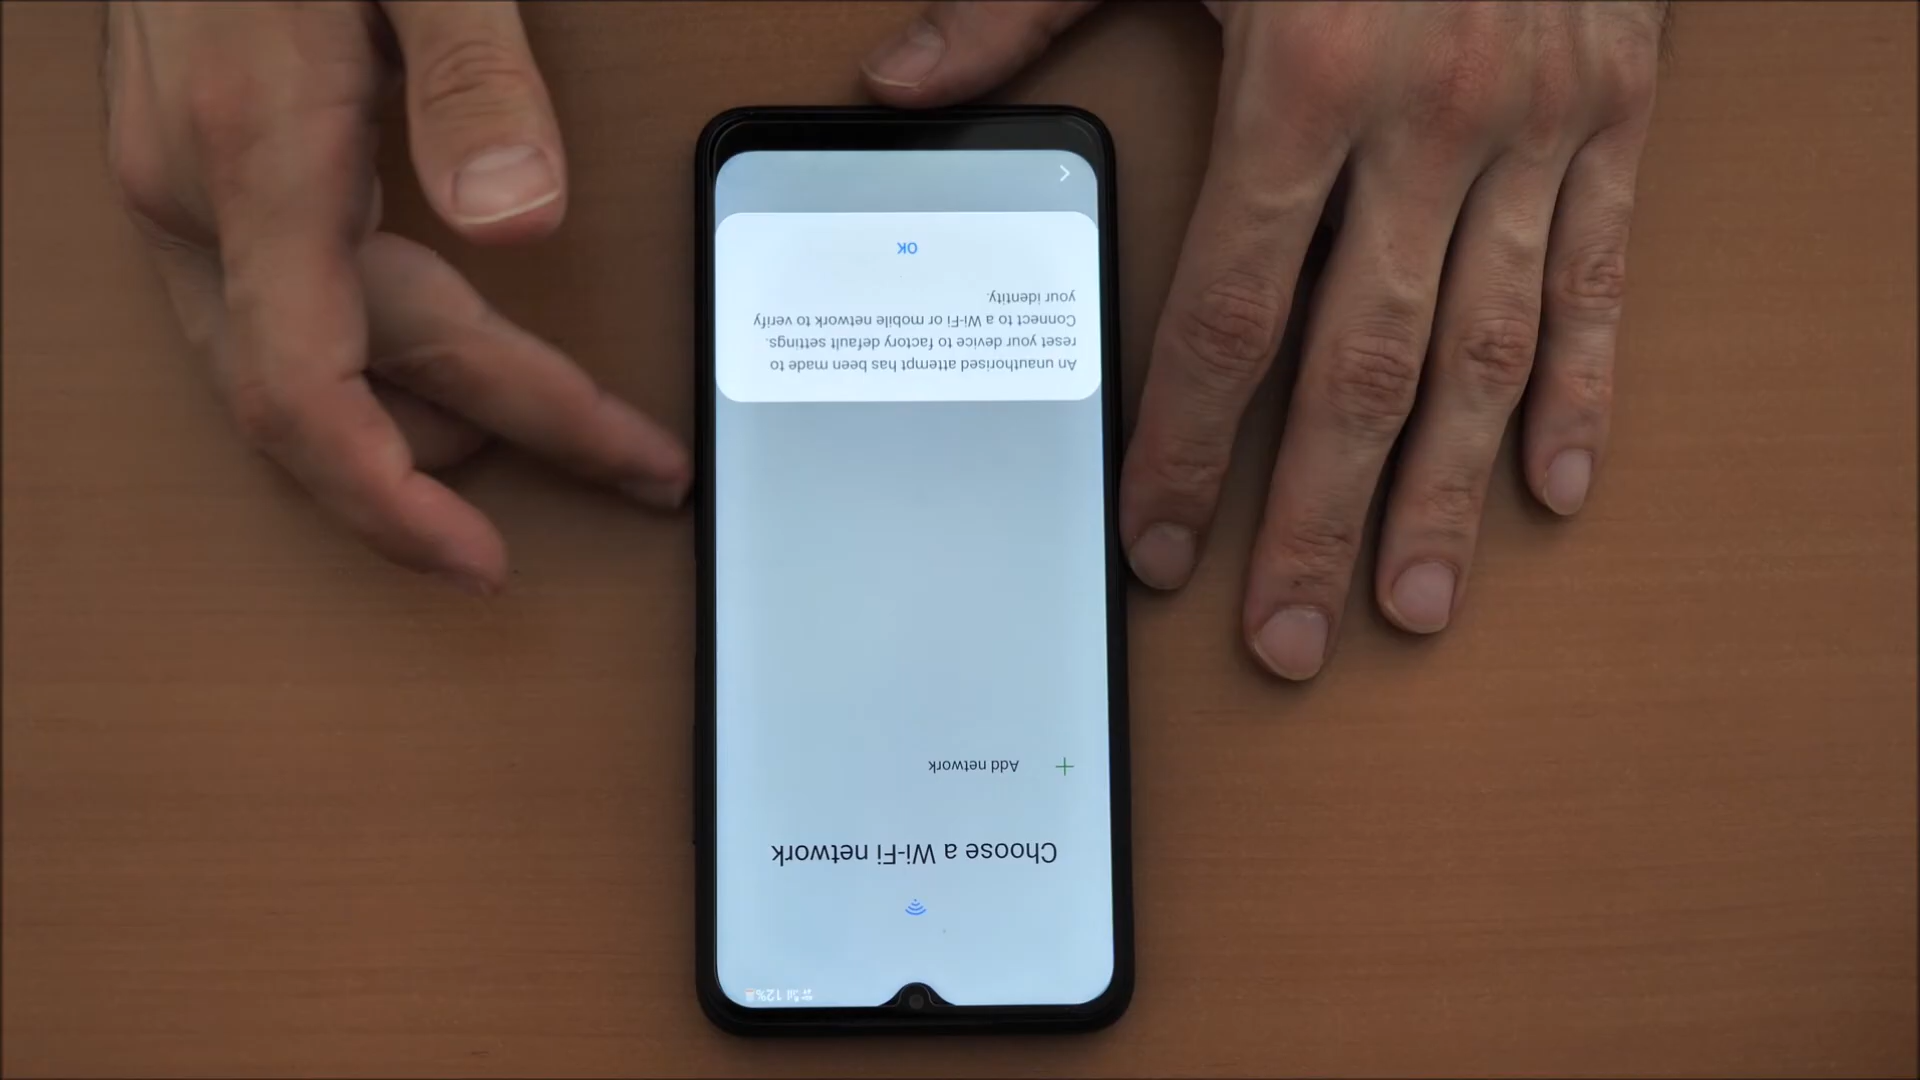 12%
Choose a Wi-Fi network
Add network
An unauthorised attempt has been made to
reset your device to factory default settings.
Connect to a Wi-Fi or mobile network to verify
your identity.
OK